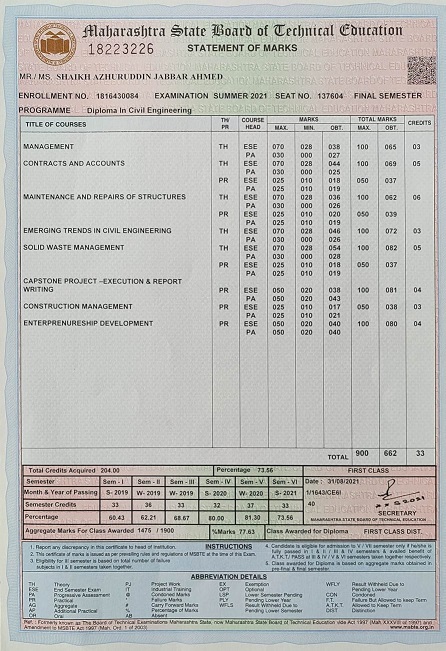 Maharashtra State Board of Technical Education
18223226
STATEMENT OF MARKS
MR./ MS. SHAIKH AZHURUDDIN JABBAR AHMED
ENROLLMENT NO. 1816430084 EXAMINATION SUMMER 2021 SEAT NO. 137604 FINAL SEMESTER
PROGRAMME Diploma In Civil Engineering
TITLE OF COURSES TH/ PR COURSE HEAD MARKS MAX. MIN. OBT. TOTAL MARKS MAX. OBT. CREDITS
MANAGEMENT TH ESE 070 028 038 100 065 03
PA 030 000 027
CONTRACTS AND ACCOUNTS TH ESE 070 028 044 100 069 05
PA 030 000 025
PR ESE 025 010 018 050 037
PA 025 010 019
MAINTENANCE AND REPAIRS OF STRUCTURES TH ESE 070 028 036 100 062 06
PA 030 000 026
PR ESE 025 010 020 050 039
PA 025 010 019
EMERGING TRENDS IN CIVIL ENGINEERING TH ESE 070 028 046 100 072 03
PA 030 000 026
SOLID WASTE MANAGEMENT TH ESE 070 028 054 100 082 05
PA 030 000 028
PR ESE 025 010 018 050 037
PA 025 010 019
CAPSTONE PROJECT –EXECUTION & REPORT
WRITING PR ESE 050 020 038 100 081 04
PA 050 020 043
CONSTRUCTION MANAGEMENT PR ESE 025 010 017 050 038 03
PA 025 010 021
ENTERPRENURESHIP DEVELOPMENT PR ESE 050 020 040 100 080 04
PA 050 020 040
TOTAL 900 662 33
Total Credits Acquired 204.00 Percentage 73.56 FIRST CLASS
Semester Sem - I Sem - II Sem - III Sem - IV Sem - V Sem - VI Date : 31/08/2021
Month & Year of Passing S- 2019 W- 2019 W- 2019 S- 2020 W- 2020 S- 2021 1/1643/CE6I
Semester Credits 33 36 33 32 37 33 40
SECRETARY
Percentage 60.43 62.21 68.67 80.00 81.30 73.56 MAHARASHTRA STATE BOARD OF TECHNICAL EDUCATION
Aggregate Marks For Class Awarded 1475 / 1900 %Marks 77.63 Class Awarded for Diploma FIRST CLASS DIST.
INSTRUCTIONS
1. Report any discrepancy in this certificate to head of institution.
2. This certificate of marks is issued as per prevailing rules and regulations of MSBTE at the time of this Exam.
3. Eligibility for III semester is based on total number of failure
subjects in I & II semesters taken together.
4. Candidate is eligible for admission to V / VII semester only if he/she is
fully passed in I & II / III & IV semesters & availed benefit of
A.T.K.T./ PASS at III & IV / V & VI semesters taken together respectively.
5. Class awarded for Diploma is based on aggregate marks obtained in
pre-final & final semester.
ABBREVIATION DETAILS
TH Theory PJ Project Work EX Exemption WFLY Result Withheld Due to
ESE End Semester Exam IT Industrial Training OPT Optional Pending Lower Year
PA Progressive Assessment @ Combined Marks LSP Lower Semester Pending CON Condoned
PR Practical * Failure Marks PLY Pending Lower Year F.T. Failure but Allowed to Keep Term
AG Aggregate # Carry Forward Marks WFLS Result Withheld Due to A.T.K.T. Allowed to Keep Term
AP Additional Practical % Percentage of Marks Pending Lower Semester DIST. Distinction
OR Oral AB Absent
Ref.: Formerly known as The Board of Technical Examinations Maharashtra State, now Maharashtra State Board of Technical Education vide Act 1997 (Mah XXXVIII of 1997) and
Amendment to MSBTE Act 1997 (Mah. Ord. 1 of 2003) www.msbte.org.in